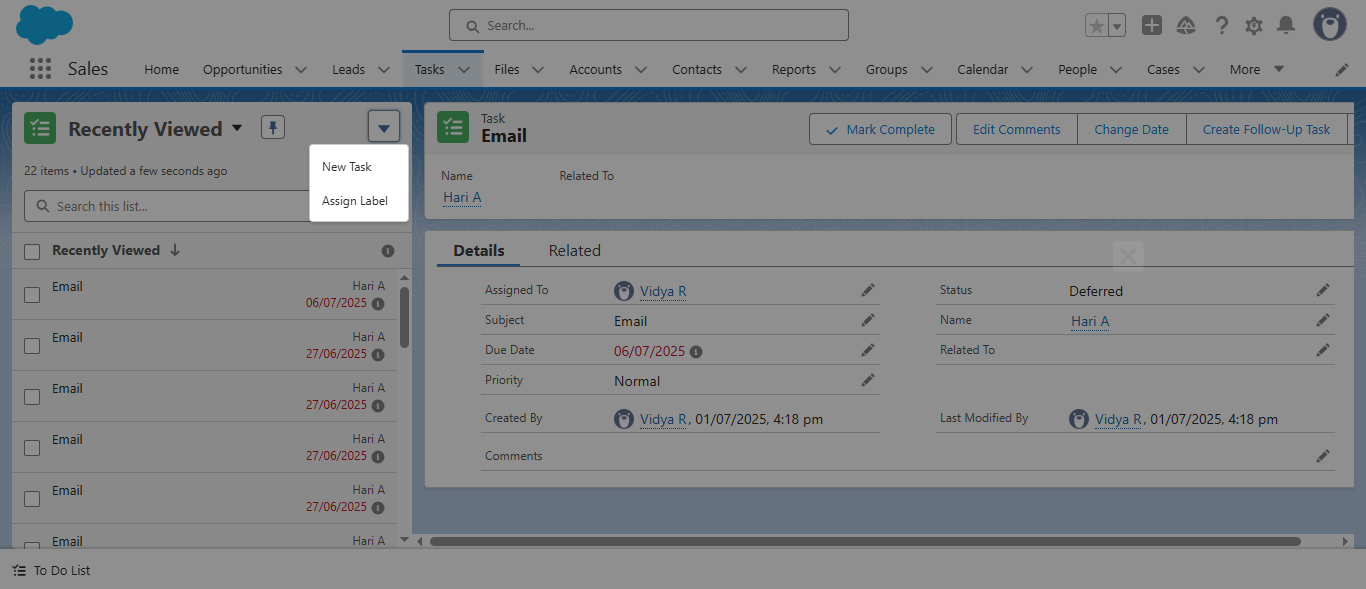 Search...
Sales
Home
Opportunities
Leads
Tasks
Files
Accounts
Contacts
Reports
Groups
Calendar
People
Cases
More
Recently Viewed
New Task
Assign Label
22 items • Updated a few seconds ago
Search this list...
Recently Viewed
Email
Hari A
06/07/2025
Email
Hari A
27/06/2025
Email
Hari A
27/06/2025
Email
Hari A
27/06/2025
Email
Hari A
27/06/2025
Email
Hari A
Task
Email
Mark Complete
Edit Comments
Change Date
Create Follow-Up Task
Name
Related To
Hari A
Details
Related
Assigned To
Vidya R
Status
Deferred
Subject
Email
Name
Hari A
Due Date
06/07/2025
Related To
Priority
Normal
Created By
Vidya R, 01/07/2025, 4:18 pm
Last Modified By
Vidya R, 01/07/2025, 4:18 pm
Comments
To Do List